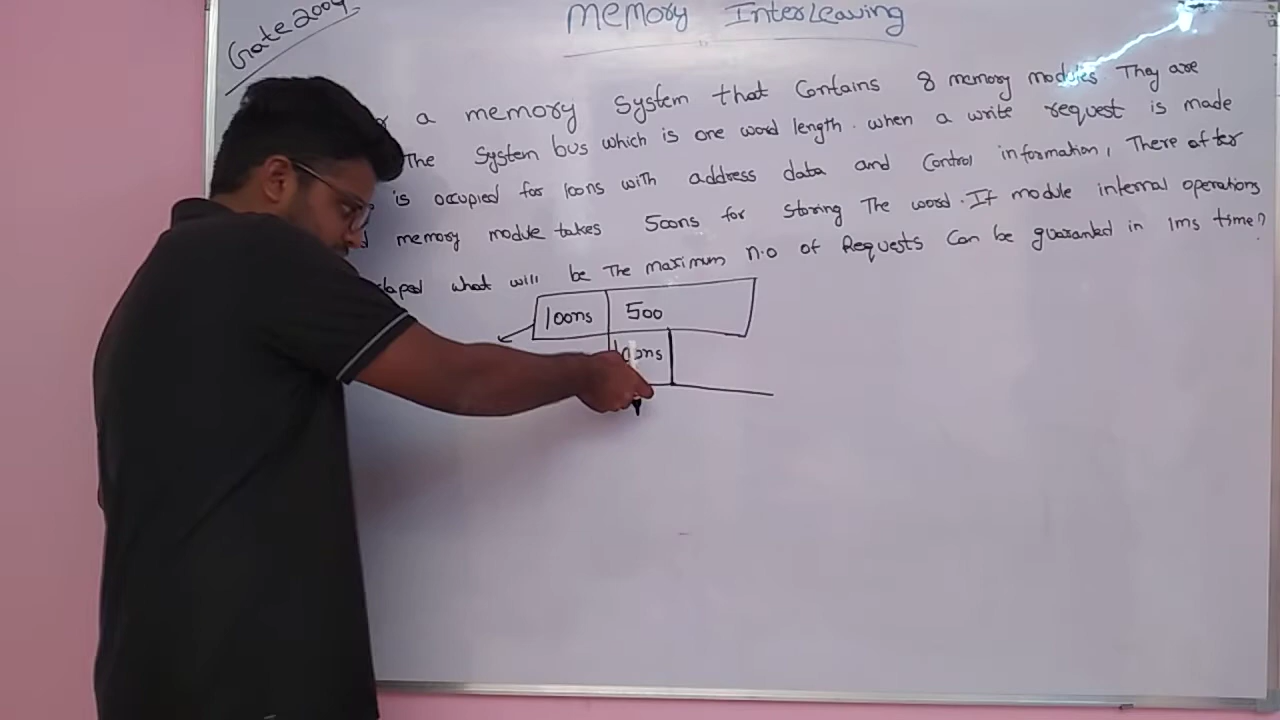 Gate 2009
Memory Interleaving
a memory System that Contains 8 memory modules They are
The System bus which is one word length. when a write request is made
is occupied for 100ns with address data and Control information, There after
memory module takes 500ns for storing The word. If module internal operations
what will be The maximum n.o of Requests Can be guaranted in 1ms time?
100ns 500
100ns